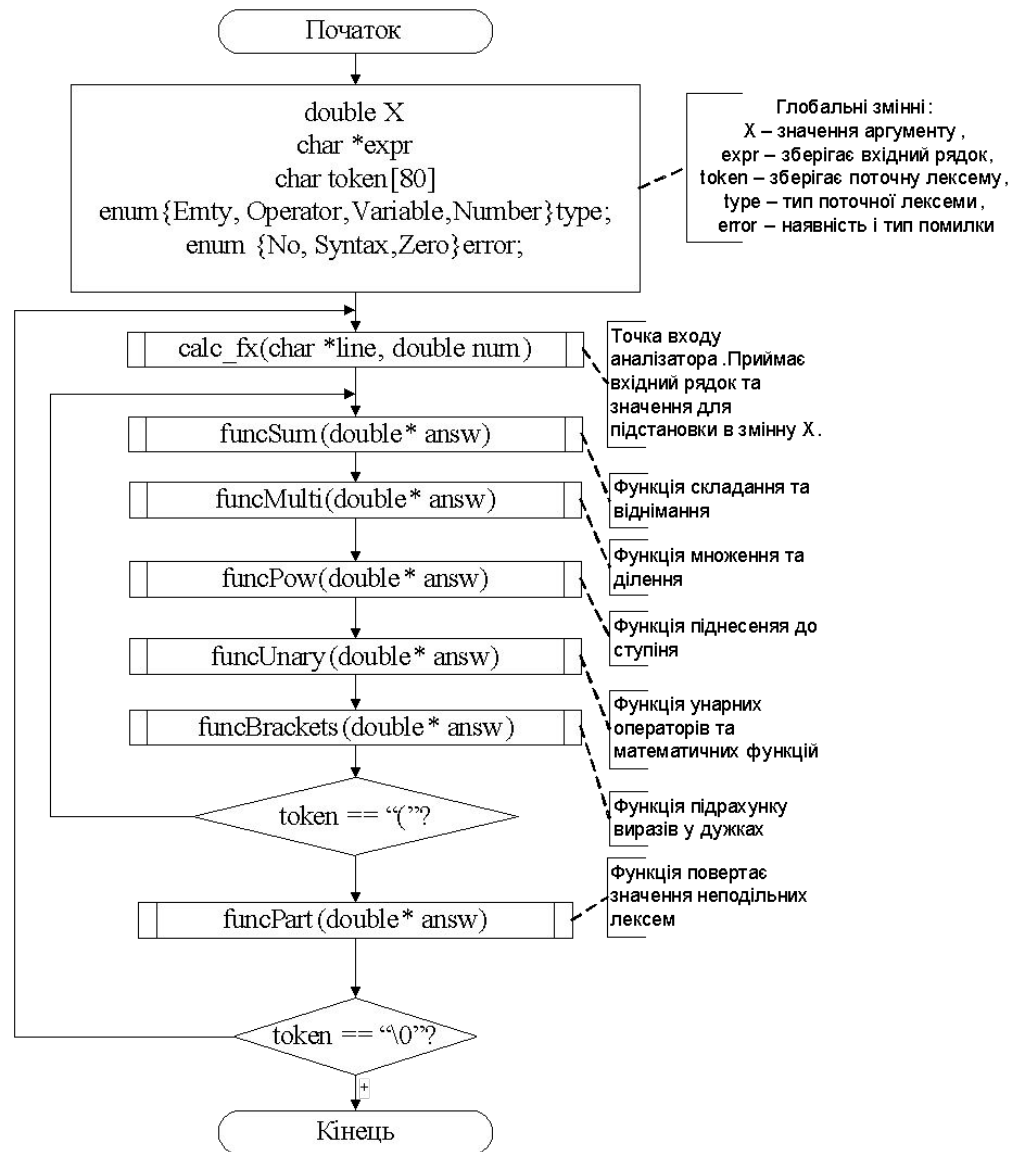 Початок
double X
char *expr
char token[80]
enum{Emty, Operator,Variable,Number}type;
enum {No, Syntax,Zero}error;
Глобальні змінні:
X – значення аргументу,
expr – зберігає вхідний рядок,
token – зберігає поточну лексему,
type – тип поточної лексеми,
error – наявність і тип помилки
calc_fx(char *line, double num)
Точка входу
аналізатора.Приймає
вхідний рядок та
значення для
підстановки в змінну X.
funcSum(double* answ)
Функція складання та
віднімання
funcMulti(double* answ)
Функція множення та
ділення
funcPow(double* answ)
Функція піднесеня до
ступіня
funcUnary(double* answ)
Функція унарних
операторів та
математичних функцій
funcBrackets(double* answ)
Функція підрахунку
виразів у дужках
token == “(”?
Функція повертає
значення неподільних
лексем
funcPart(double* answ)
token == “\0”?
+
Кінець